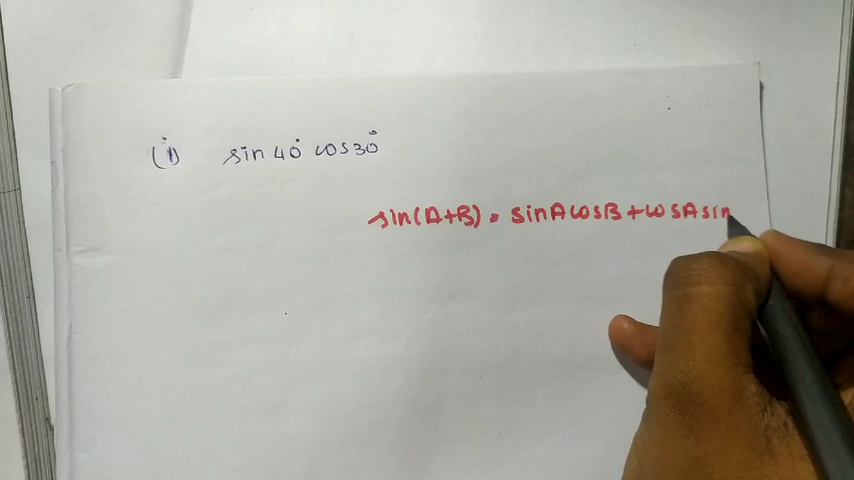 (i) sin 40° cos 30°
sin(A+B) = sinA cosB + cosA sin